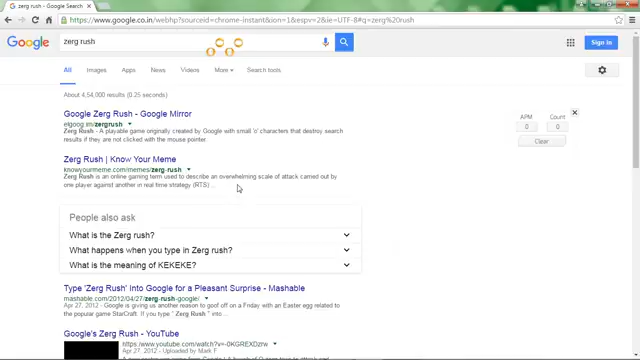 zerg rush - Google Search
https://www.google.co.in/webhp?sourceid=chrome-instant&ion=1&espv=2&ie=UTF-8#q=zerg%20rush
Google
zerg rush
Sign in
All Images Apps News Videos More Search tools
About 4,54,000 results (0.25 seconds)
Google Zerg Rush - Google Mirror
elgoog.im/zergrush
Zerg Rush - A playable game originally created by Google with small 'o' characters that destroy search
results if they are not clicked with the mouse pointer.
APM Count
0 0
Clear
Zerg Rush | Know Your Meme
knowyourmeme.com/memes/zerg-rush
Zerg Rush is an online gaming term used to describe an overwhelming scale of attack carried out by
one player against another in real time strategy (RTS) ...
People also ask
What is the Zerg rush?
What happens when you type in Zerg rush?
What is the meaning of KEKEKE?
Type 'Zerg Rush' Into Google for a Pleasant Surprise - Mashable
mashable.com/2012/04/27/zerg-rush-google/
Apr 27, 2012 - Google is giving us another reason to goof off on a Friday with an Easter egg related to
the popular game StarCraft. If you type "Zerg Rush" into ...
Google's Zerg Rush - YouTube
https://www.youtube.com/watch?v=-0KGREXDzrw
Apr 27, 2012 - Uploaded by Mark F